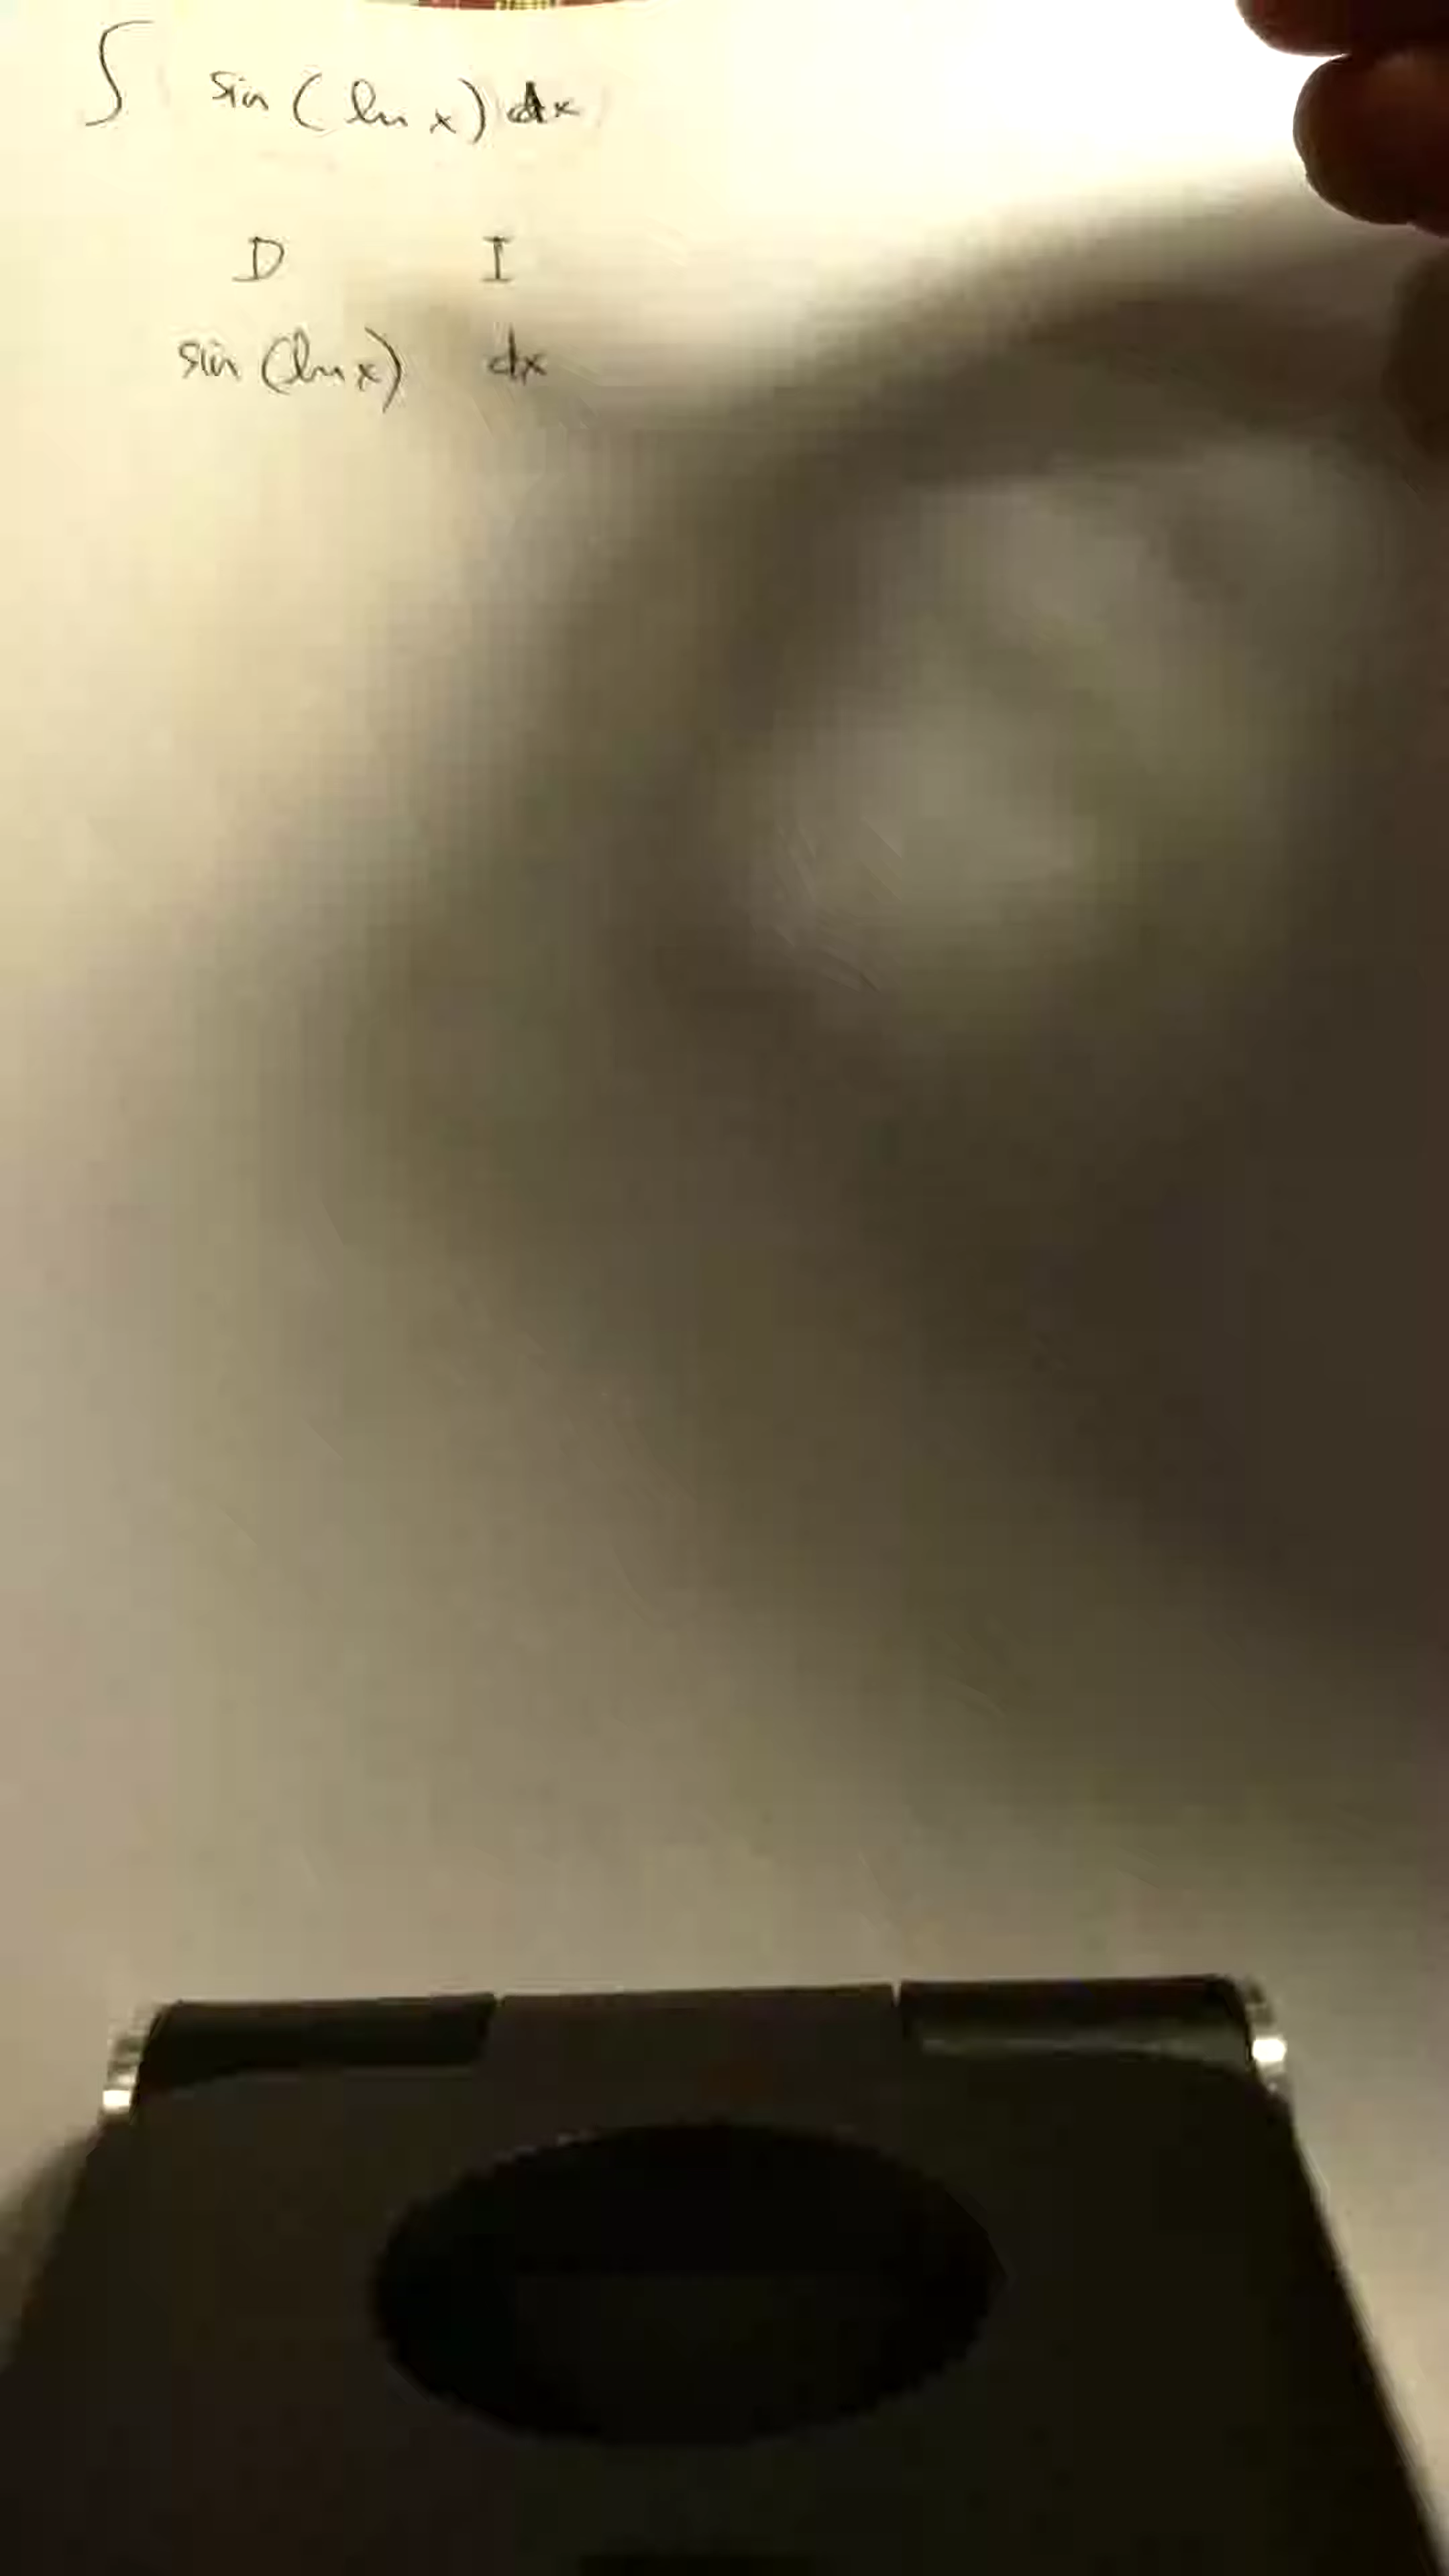 ∫ sin (ln x) dx
D I
sin (ln x) dx